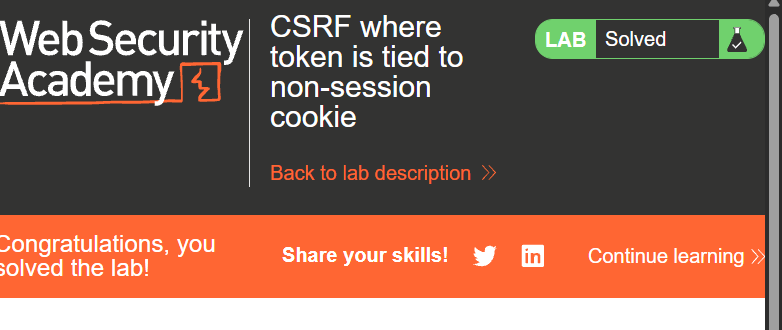 Web Security
Academy
CSRF where
token is tied to
non-session
cookie
Back to lab description
LAB Solved
Congratulations, you
solved the lab!
Share your skills!
Continue learning